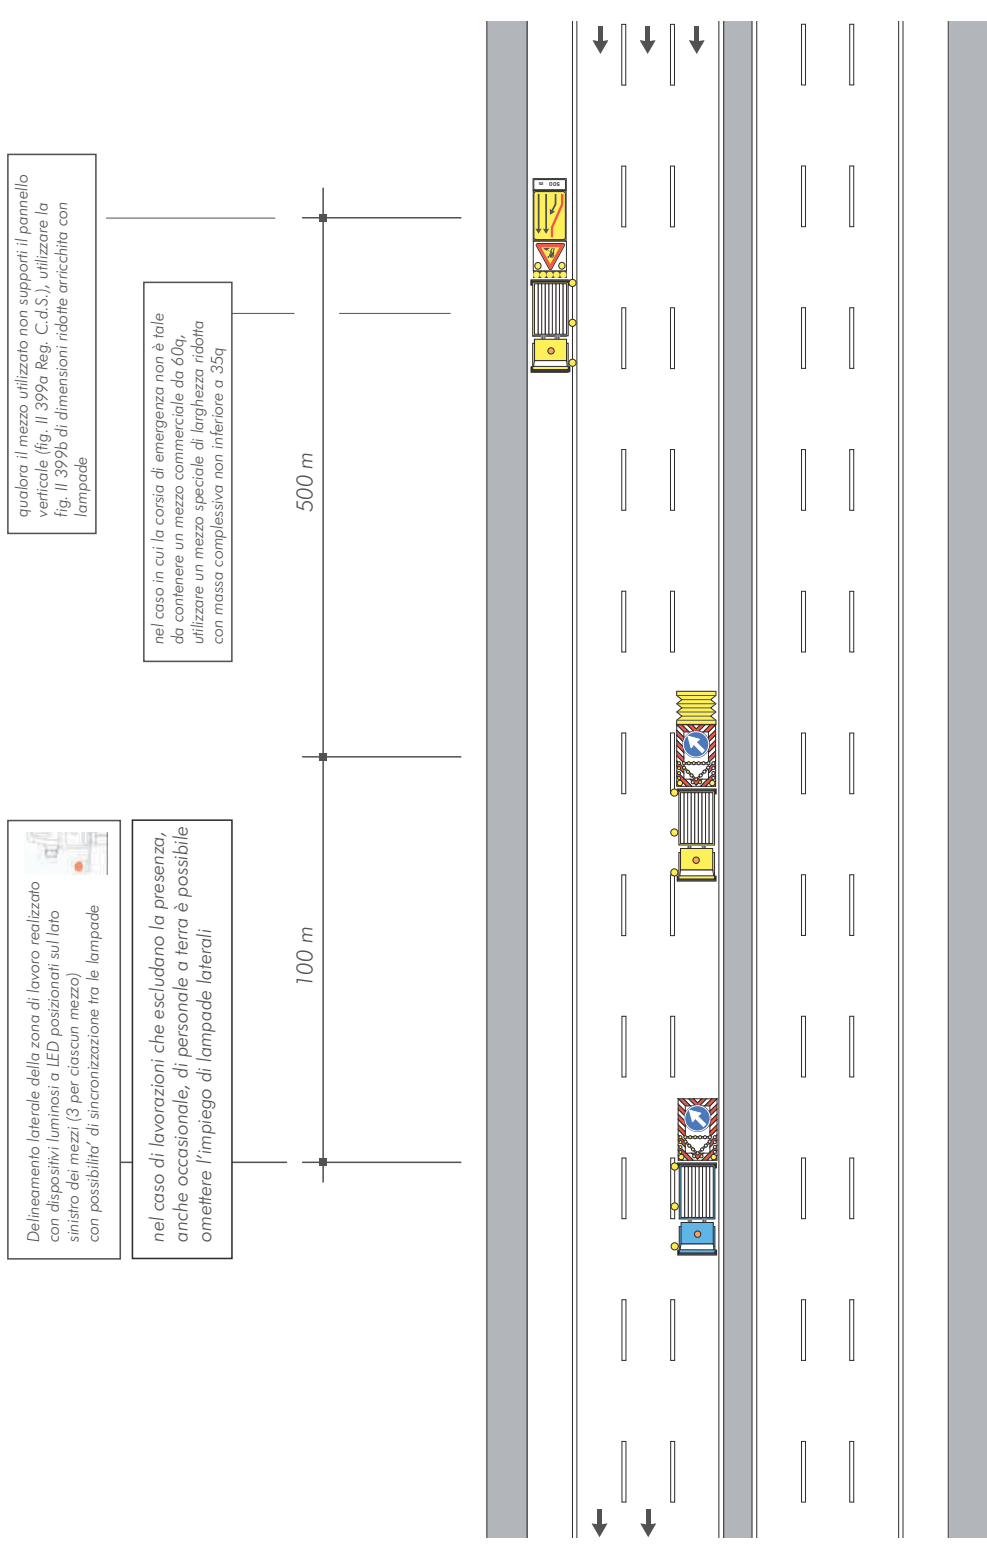 qualora il mezzo utilizzato non supporti il pannello
verticale (fig. II 399a Reg. C.d.S.), utilizzare la
fig. II 399b di dimensioni ridotte arricchita con
lampade
nel caso in cui la corsia di emergenza non è tale
da contenere un mezzo commerciale da 60q,
utilizzare un mezzo speciale di larghezza ridotta
con massa complessiva non inferiore a 35q
500 m
500 m
Delineamento laterale della zona di lavoro realizzato
con dispositivi luminosi a LED posizionati sul lato
sinistro dei mezzi (3 per ciascun mezzo)
con possibilita' di sincronizzazione tra le lampade
nel caso di lavorazioni che escludano la presenza,
anche occasionale, di personale a terra è possibile
omettere l'impiego di lampade laterali
100 m